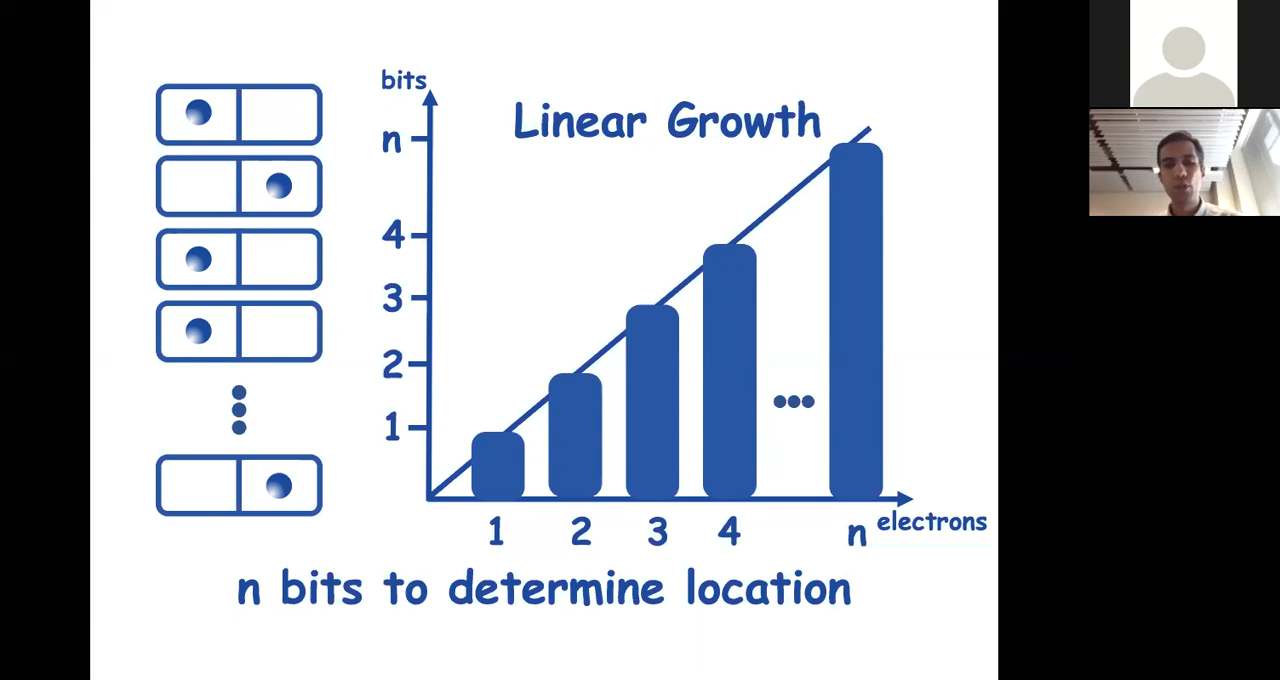 bits
Linear Growth
n
4
3
2
1
1 2 3 4 n electrons
n bits to determine location